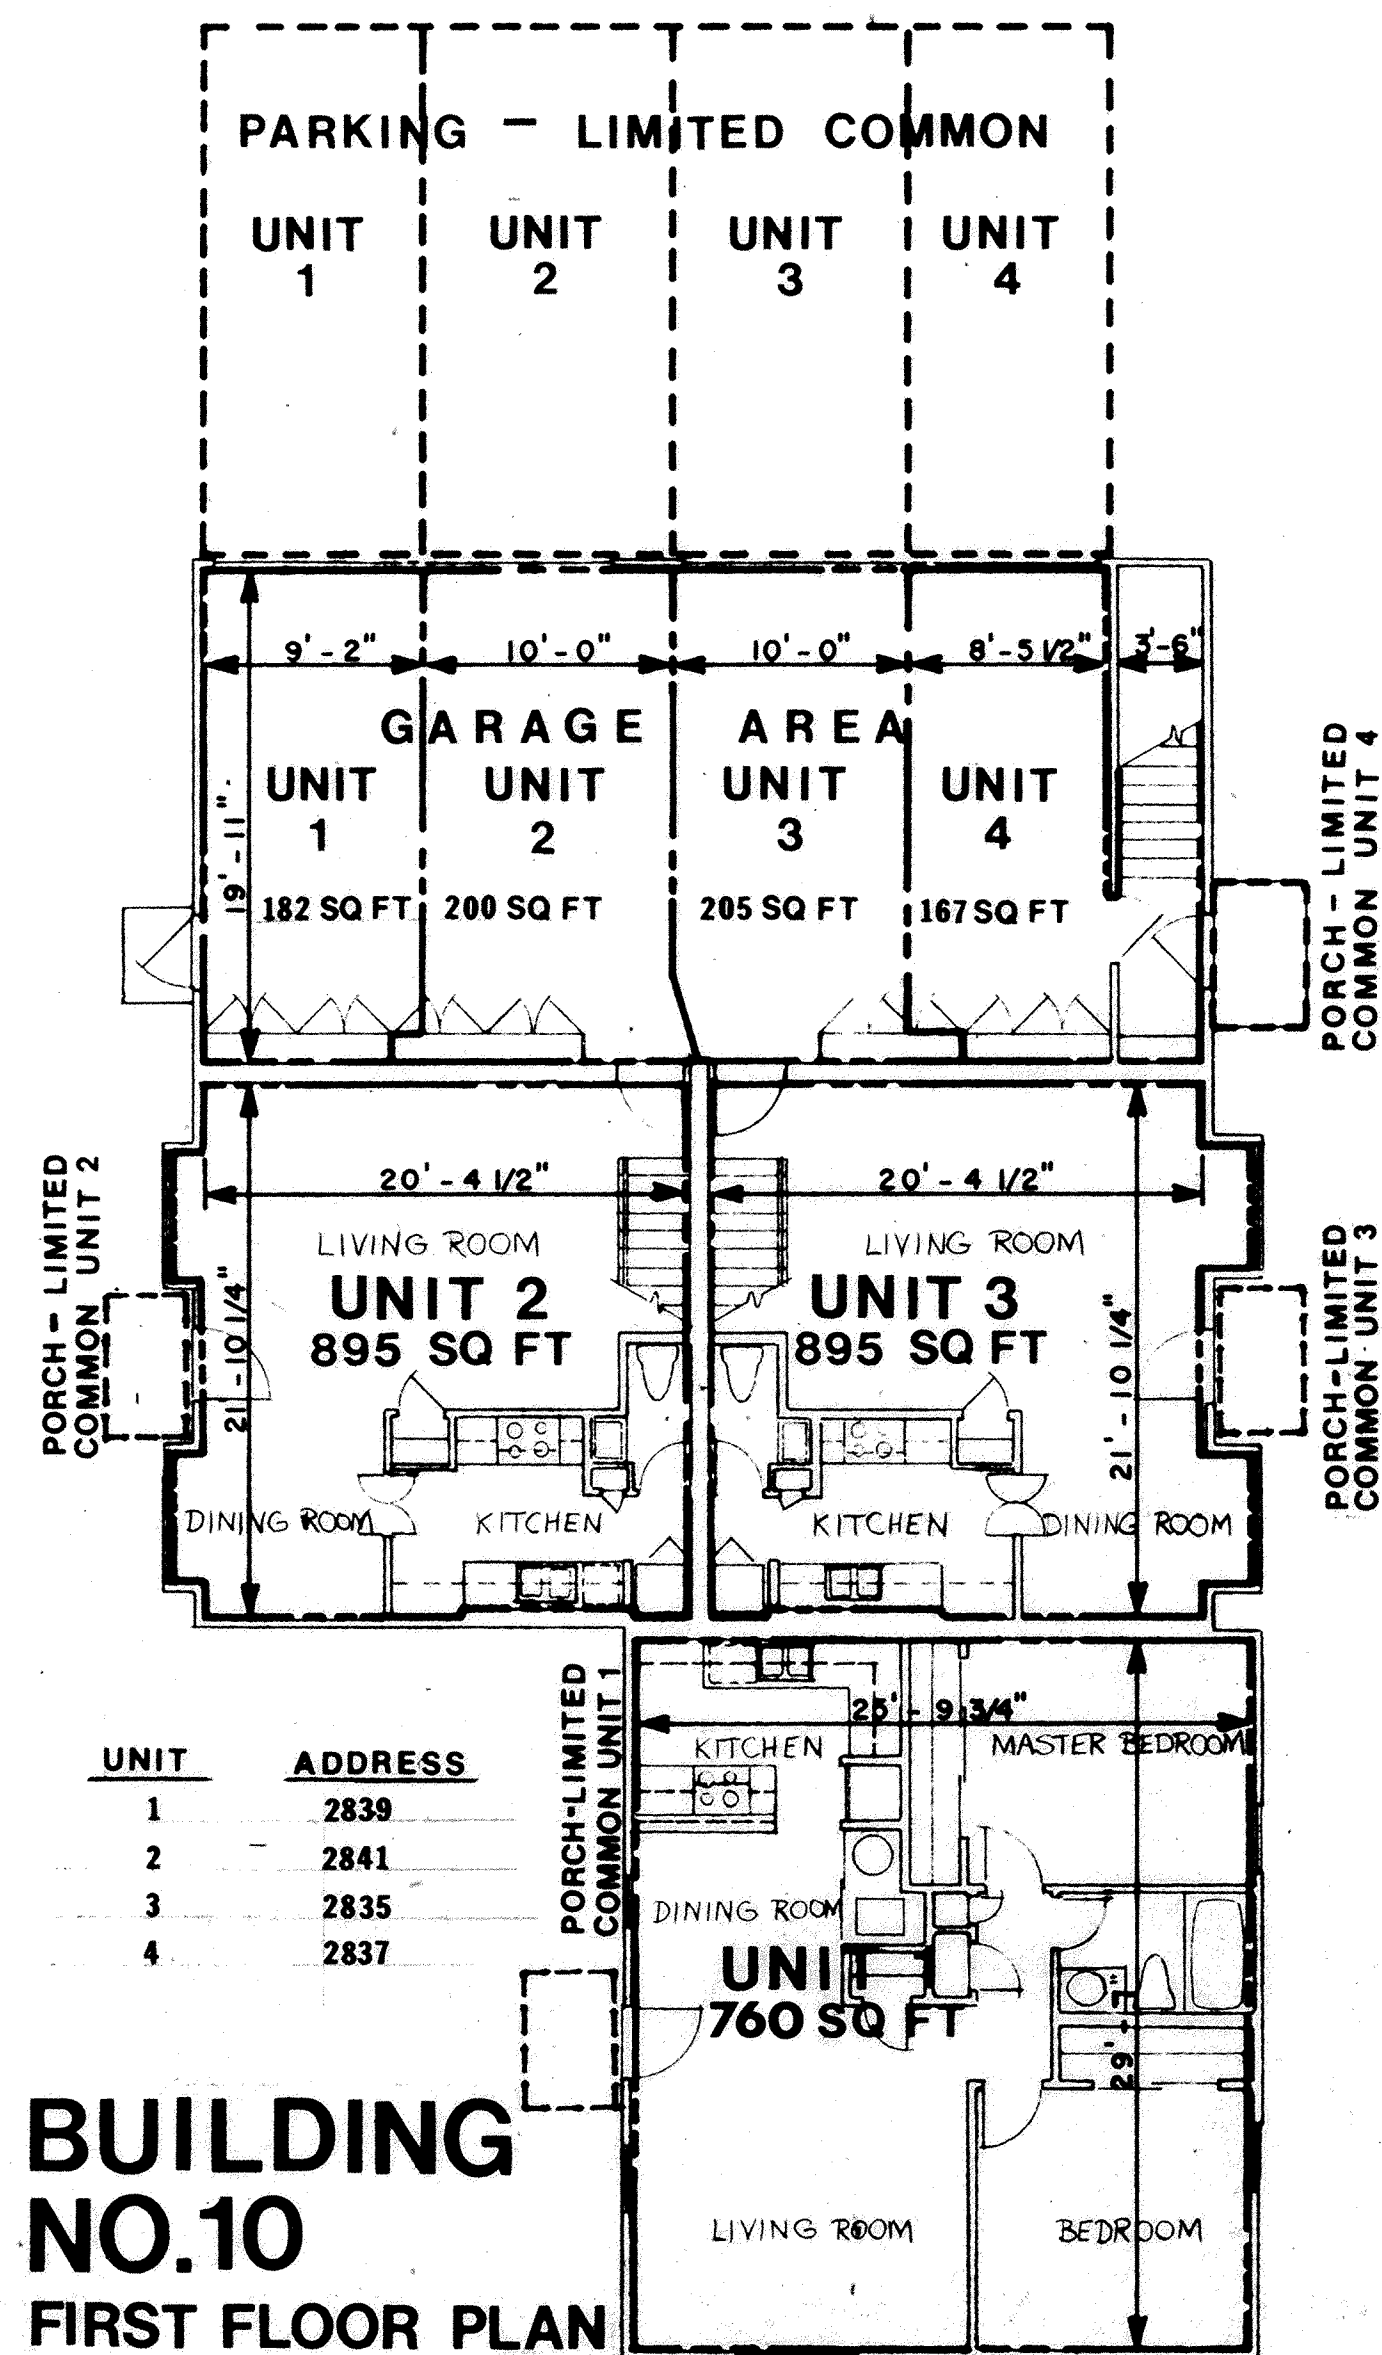 PARKING - LIMITED COMMON
UNIT 1
UNIT 2
UNIT 3
UNIT 4
9'-2"
10'-0"
10'-0"
8'-5 1/2"
3'-6"
GARAGE AREA
UNIT 1
UNIT 2
UNIT 3
UNIT 4
19'-11"
182 SQ FT
200 SQ FT
205 SQ FT
167 SQ FT
PORCH - LIMITED
COMMON UNIT 4
PORCH - LIMITED
COMMON UNIT 2
20'-4 1/2"
20'-4 1/2"
LIVING ROOM
LIVING ROOM
UNIT 2
895 SQ FT
UNIT 3
895 SQ FT
21'-10 1/4"
21'-10 1/4"
PORCH-LIMITED
COMMON UNIT 3
DINING ROOM
KITCHEN
KITCHEN
DINING ROOM
PORCH-LIMITED
COMMON UNIT 1
25'-9 3/4"
KITCHEN
MASTER BEDROOM
UNIT ADDRESS
1 2839
2 2841
3 2835
4 2837
DINING ROOM
UNIT
760 SQ FT
29'-7"
LIVING ROOM
BEDROOM
BUILDING
NO.10
FIRST FLOOR PLAN